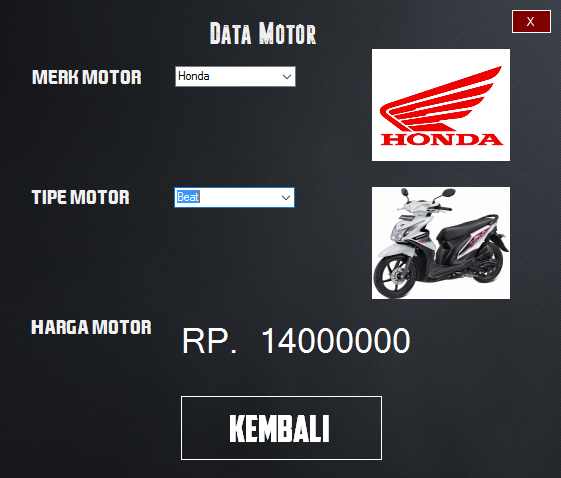 Data Motor
X
MERK MOTOR
Honda
HONDA
TIPE MOTOR
Beat
HARGA MOTOR
RP. 14000000
KEMBALI